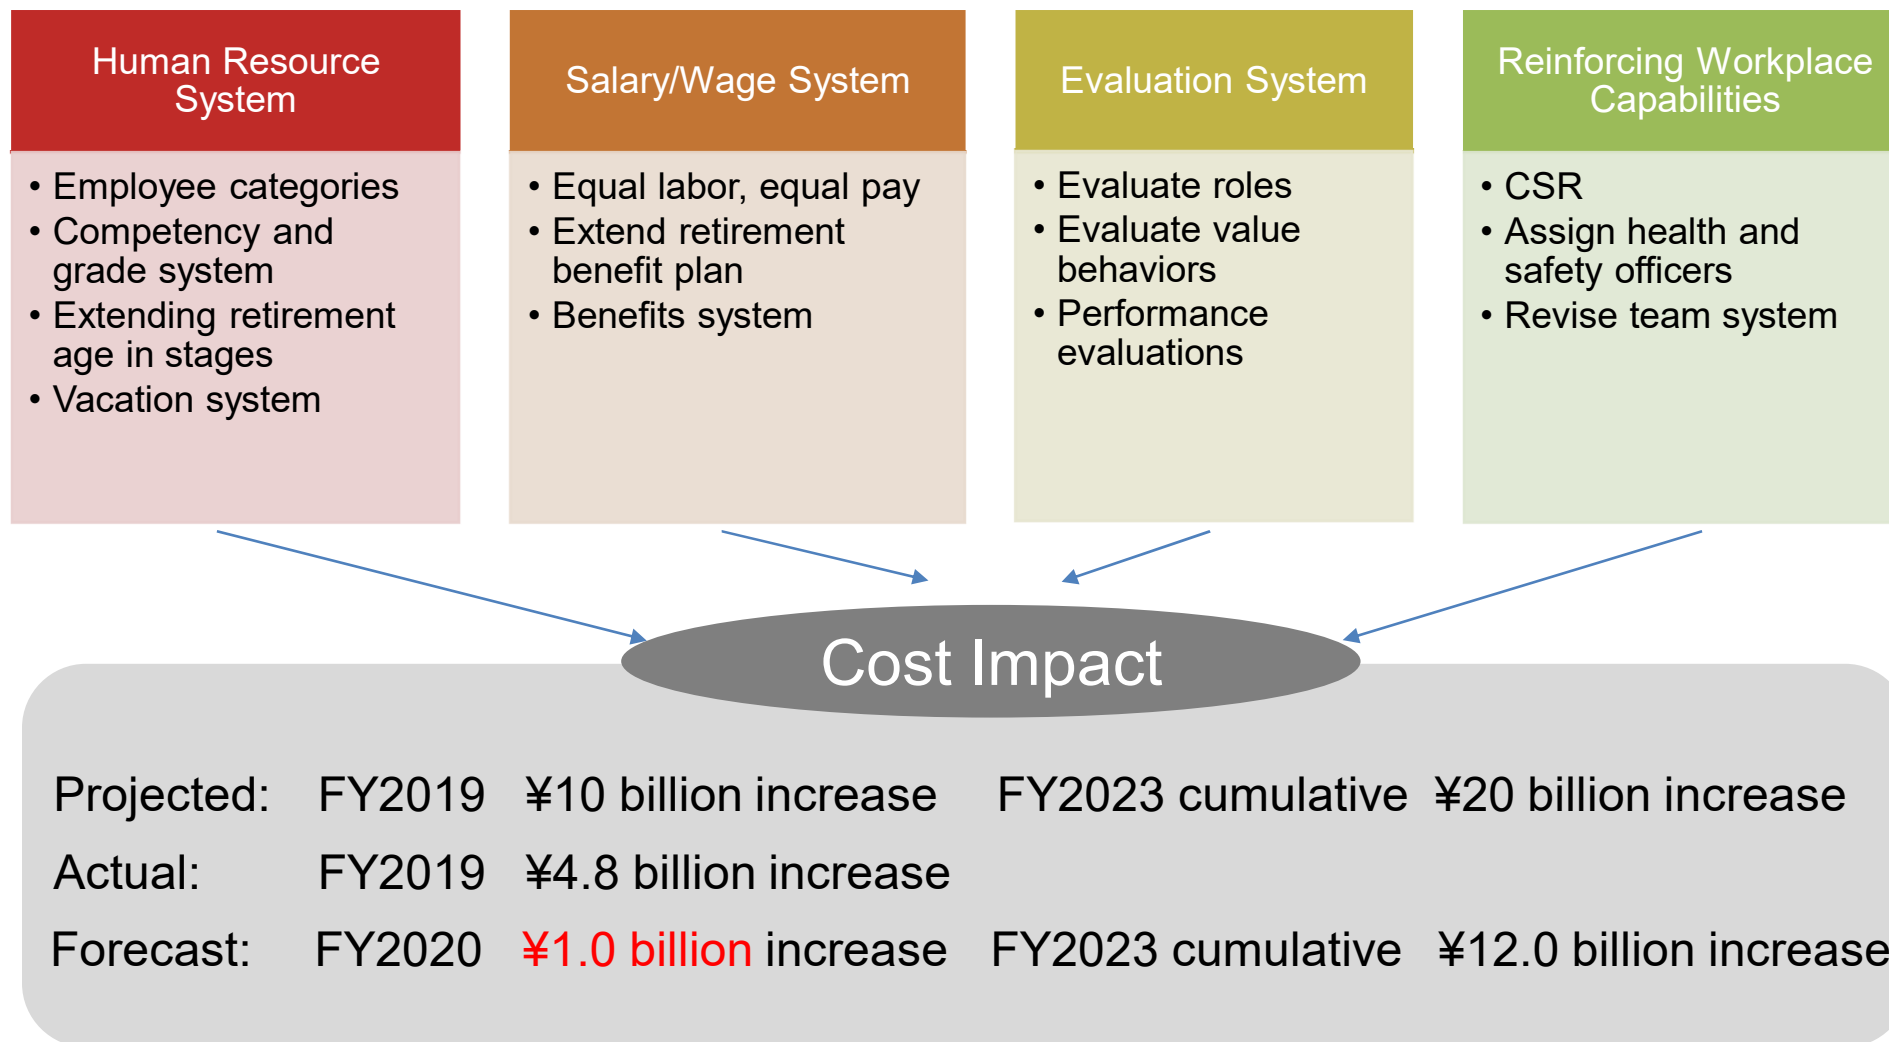 Human Resource
System
• Employee categories
• Competency and
grade system
• Extending retirement
age in stages
• Vacation system
Salary/Wage System
• Equal labor, equal pay
• Extend retirement
benefit plan
• Benefits system
Evaluation System
• Evaluate roles
• Evaluate value
behaviors
• Performance
evaluations
Reinforcing Workplace
Capabilities
• CSR
• Assign health and
safety officers
• Revise team system
Cost Impact
Projected: FY2019 ¥10 billion increase FY2023 cumulative ¥20 billion increase
Actual: FY2019 ¥4.8 billion increase
Forecast: FY2020 ¥1.0 billion increase FY2023 cumulative ¥12.0 billion increase